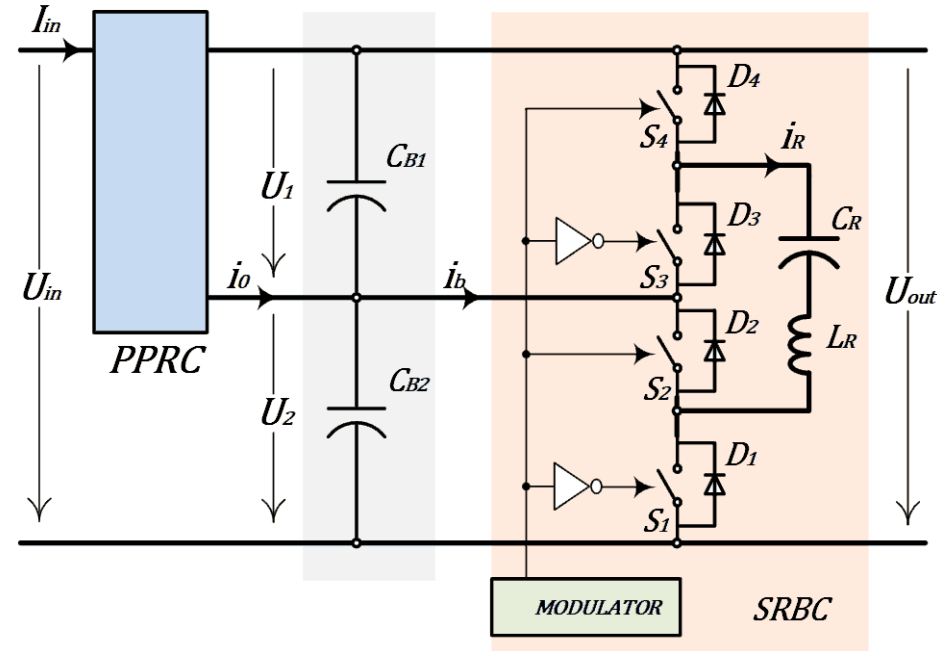 Iin
D4
S4
iR
CB1
U1
D3
CR
S3
i0
ib
Uin
Uout
PPRC
D2
LR
U2
CB2
S2
D1
S1
MODULATOR
SRBC